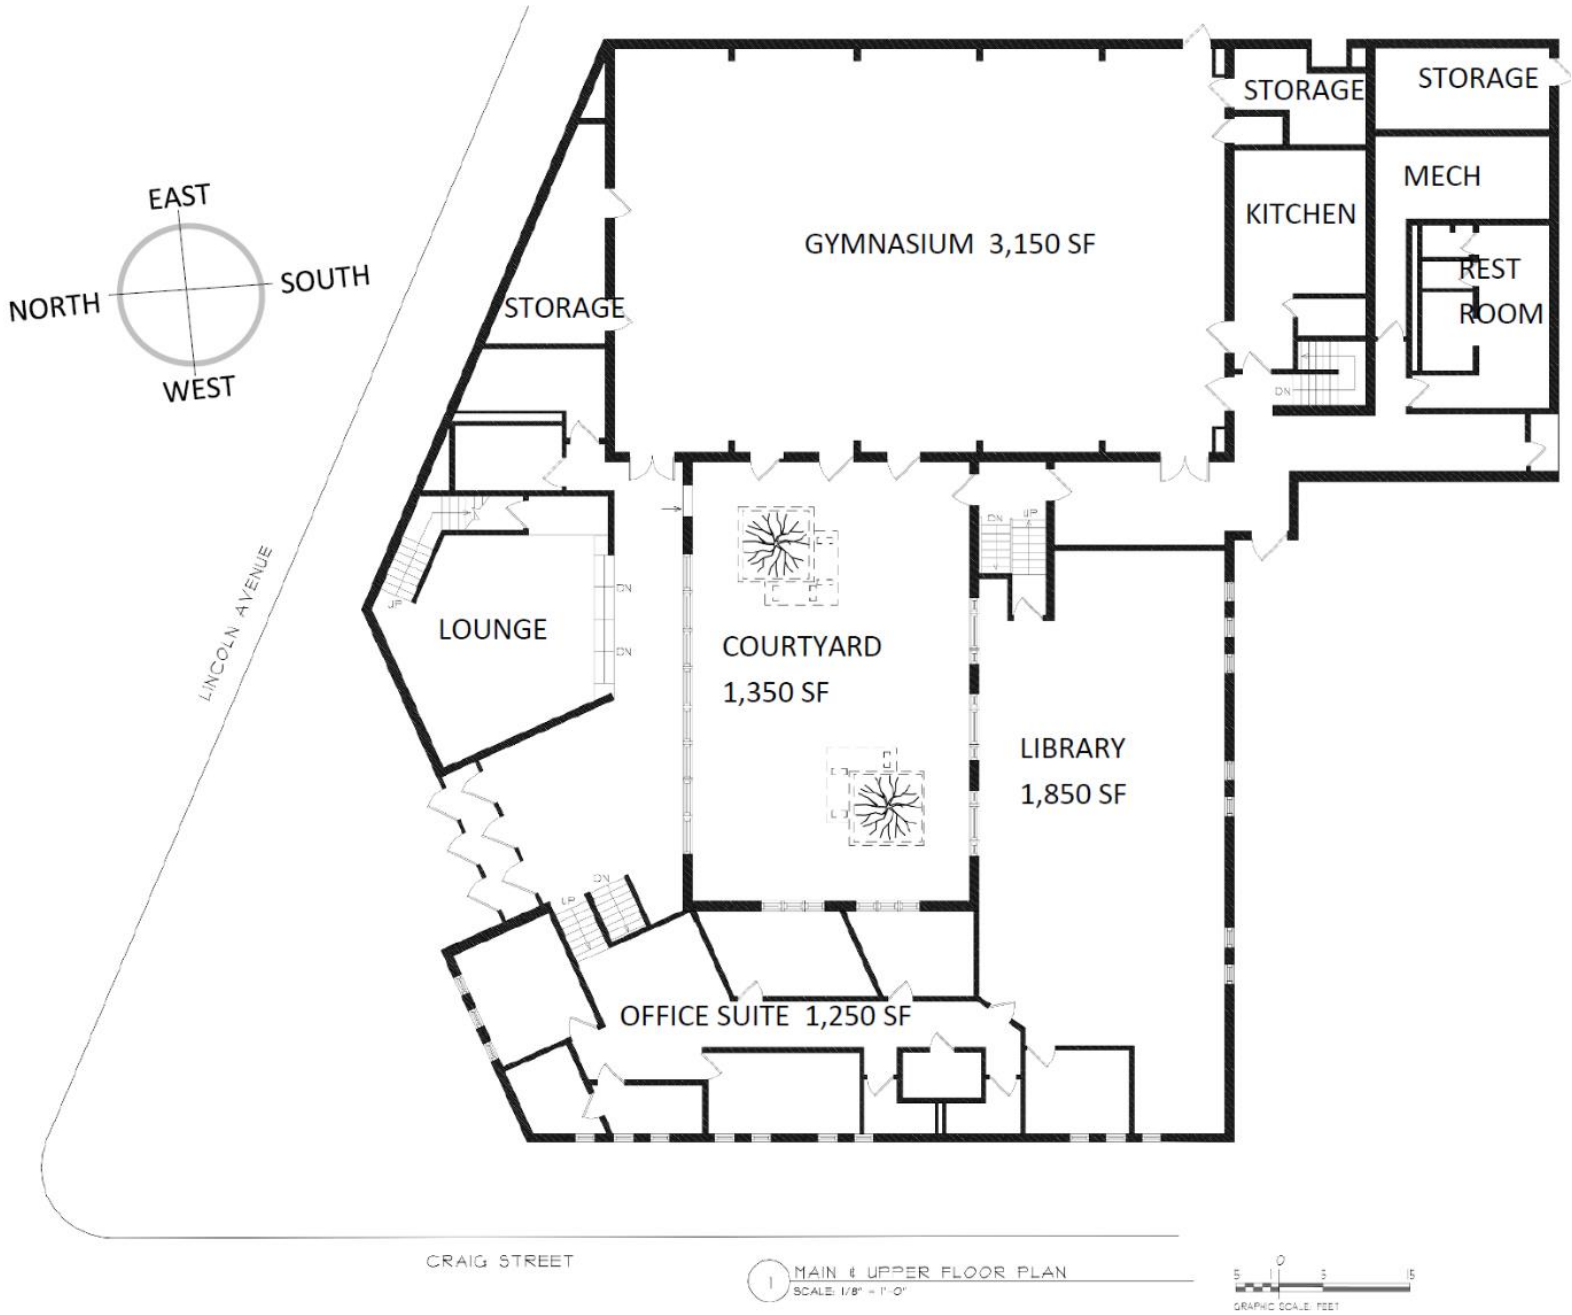 EAST
NORTH
SOUTH
WEST
STORAGE
STORAGE
MECH
KITCHEN
GYMNASIUM 3,150 SF
REST
ROOM
STORAGE
DN
DN
UP
UP
DN
LOUNGE
DN
COURTYARD
1,350 SF
LINCOLN AVENUE
LIBRARY
1,850 SF
DN
UP
OFFICE SUITE 1,250 SF
CRAIG STREET
1
MAIN & UPPER FLOOR PLAN
SCALE: 1/8" = 1'-0"
5 1 0 5 15
GRAPHIC SCALE: FEET